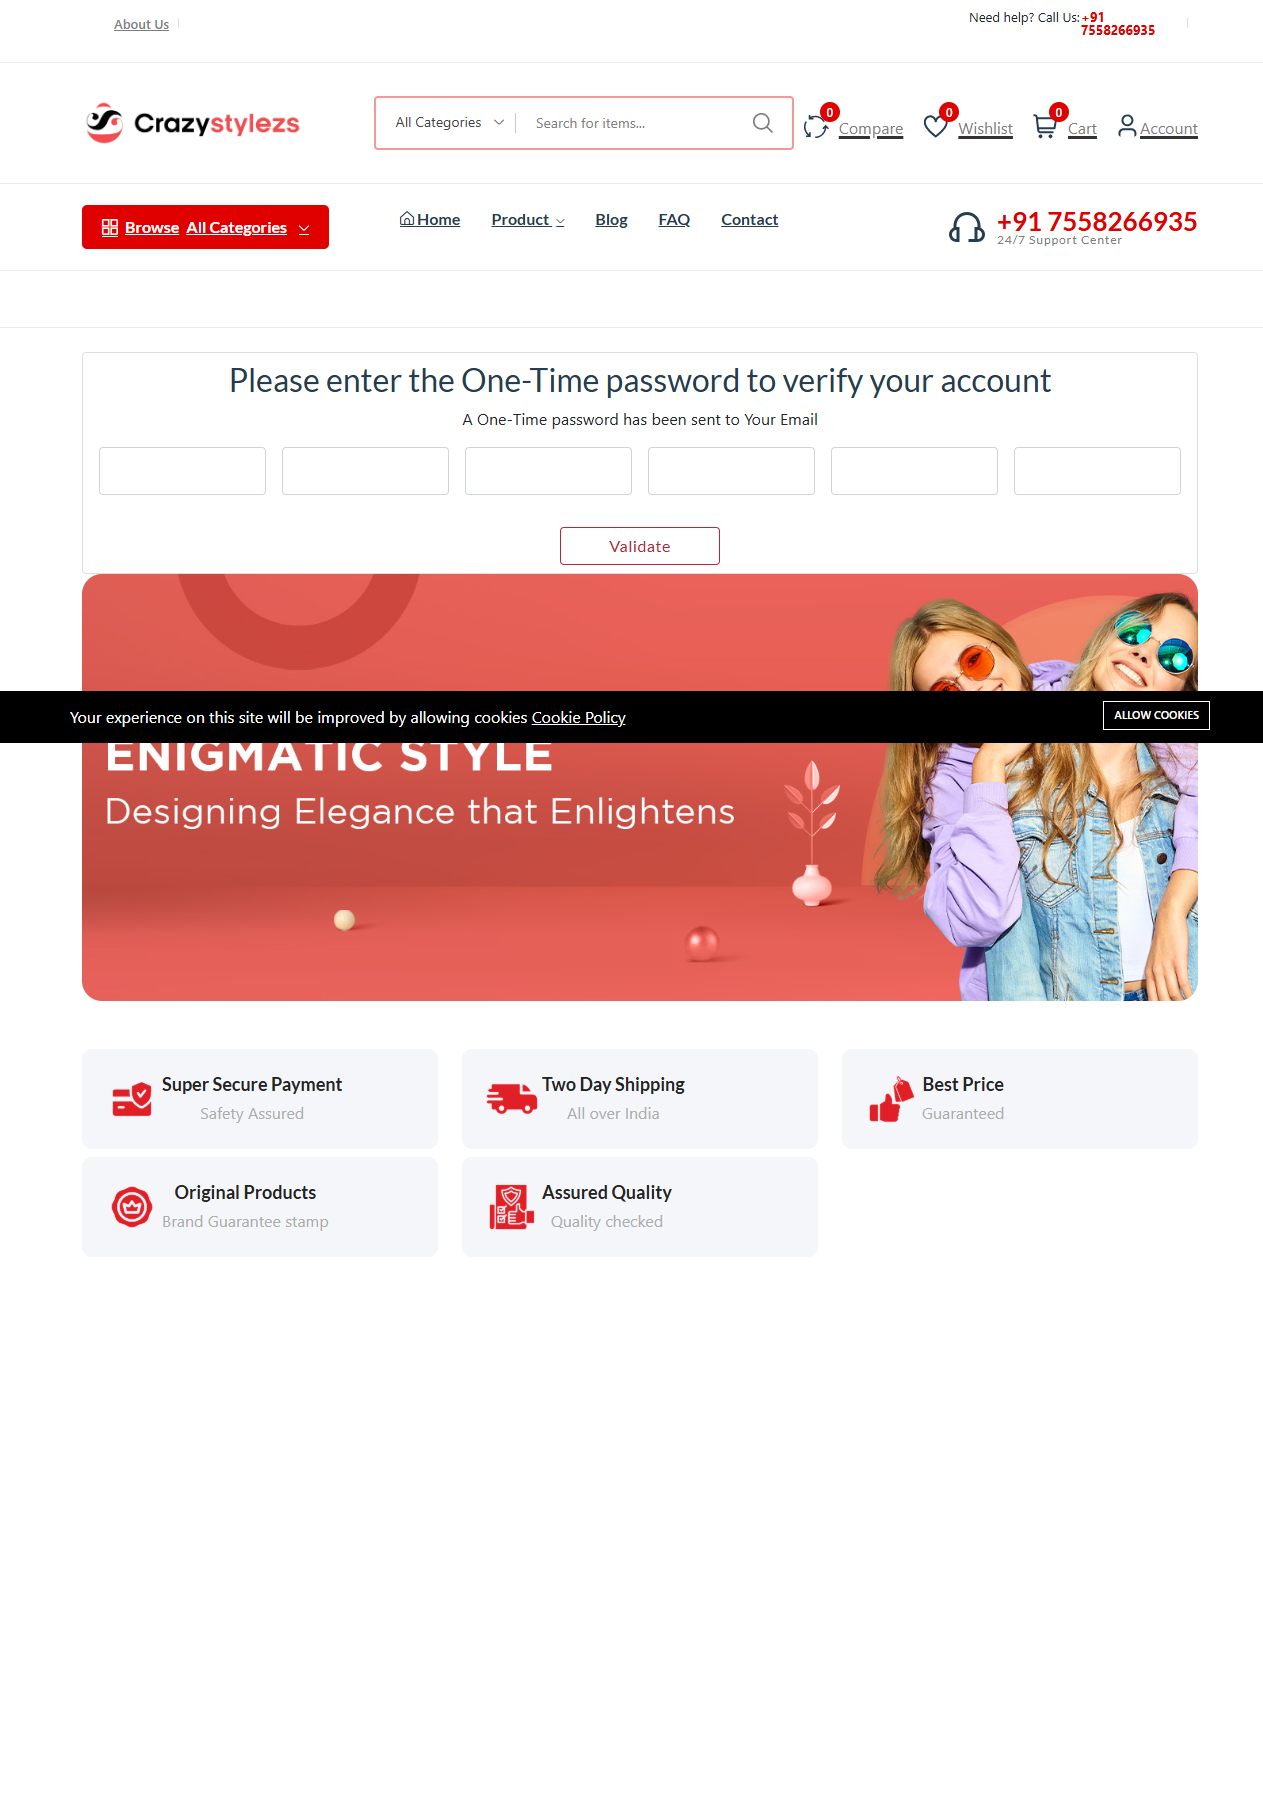 About Us
Need help? Call Us: +91
7558266935
Crazystylezs
All Categories
Search for items...
0
Compare
0
Wishlist
0
Cart
Account
Browse All Categories
Home
Product
Blog
FAQ
Contact
+91 7558266935
24/7 Support Center
Please enter the One-Time password to verify your account
A One-Time password has been sent to Your Email
Validate
Your experience on this site will be improved by allowing cookies Cookie Policy
ALLOW COOKIES
ENIGMATIC STYLE
Designing Elegance that Enlightens
Super Secure Payment
Safety Assured
Two Day Shipping
All over India
Best Price
Guaranteed
Original Products
Brand Guarantee stamp
Assured Quality
Quality checked